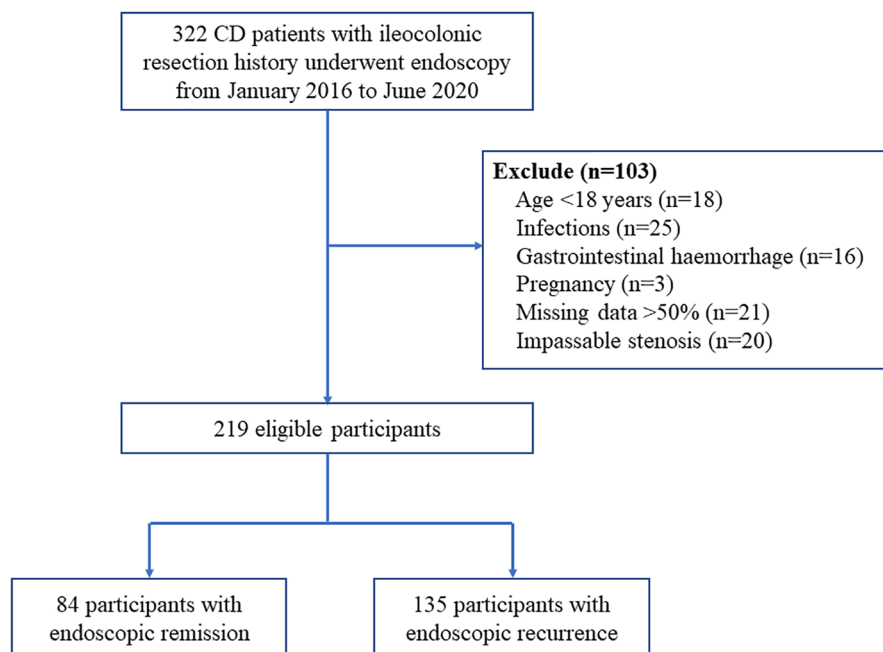 322 CD patients with ileocolonic
resection history underwent endoscopy
from January 2016 to June 2020
Exclude (n=103)
Age <18 years (n=18)
Infections (n=25)
Gastrointestinal haemorrhage (n=16)
Pregnancy (n=3)
Missing data >50% (n=21)
Impassable stenosis (n=20)
219 eligible participants
84 participants with
endoscopic remission
135 participants with
endoscopic recurrence